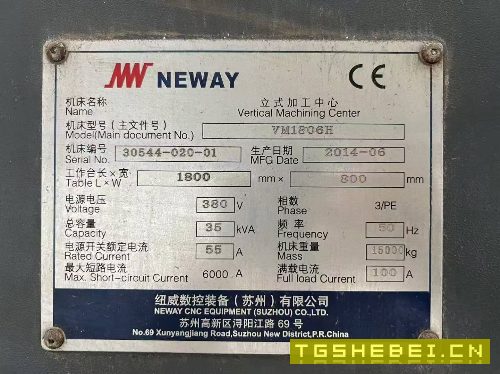 NEWAY CE
机床名称 立式加工中心
Name Vertical Machining Center
机床型号(主文件号) VM1806H
Model(Main document No.)
机床编号 30544-020-01 生产日期 2014-06
Serial No. MFG Date
工作台长×宽 1800 mm× 800 mm
Table L×W
电源电压 380 V 相数 3/PE
Voltage Phase
总容量 35 kVA 频率 50 Hz
Capacity Frequency
电源开关额定电流 55 A 机床重量 15000 kg
Rated Current Mass
最大短路电流 6000 A 满载电流 100 A
Max. Short-circuit Current Full load Current
纽威数控装备(苏州)有限公司
NEWAY CNC EQUIPMENT (SUZHOU) CO.,LTD.
苏州高新区浔阳江路 69 号
No.69 Xunyangjiang Road,Suzhou New District,P.R.China
TGSHEBEI.CN